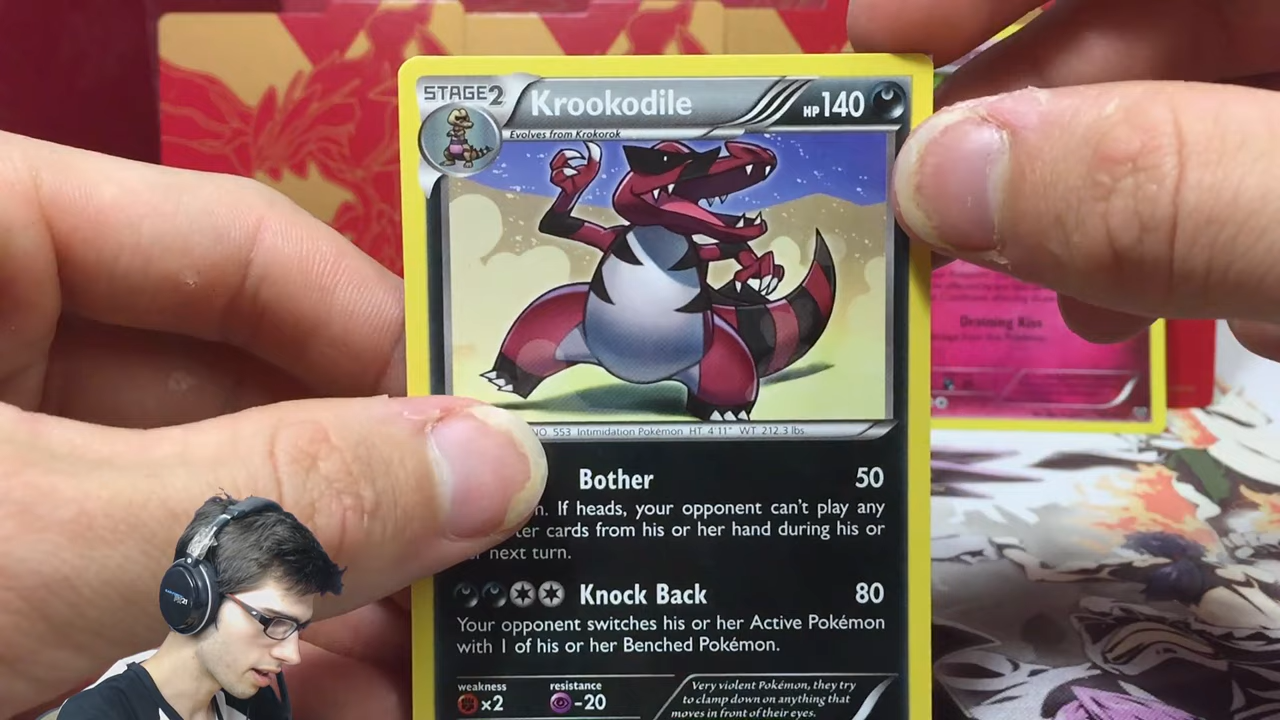 STAGE2
Krookodile
HP140
Evolves from Krokorok
NO. 553 Intimidation Pokémon HT. 4'11" WT. 212.3 lbs.
Bother 50
If heads, your opponent can't play any
cards from his or her hand during his or
next turn.
Knock Back 80
Your opponent switches his or her Active Pokémon
with 1 of his or her Benched Pokémon.
weakness
×2
resistance
-20
Very violent Pokémon, they try
to clamp down on anything that
moves in front of their eyes.
Draining Kiss